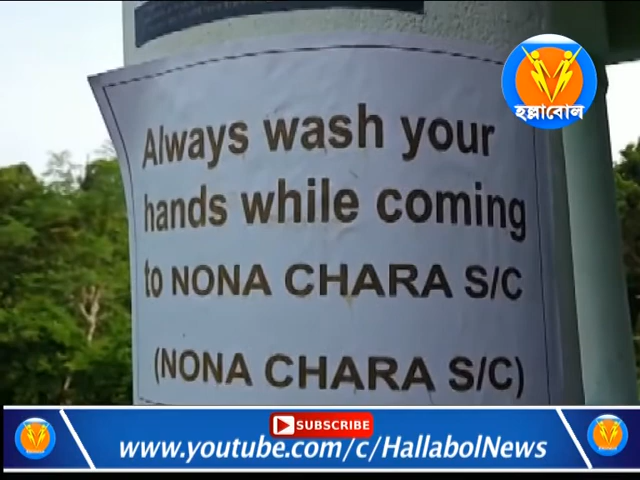 হল্লাবোল
Always wash your
hands while coming
to NONA CHARA S/C
(NONA CHARA S/C)
SUBSCRIBE
www.youtube.com/c/HallabolNews